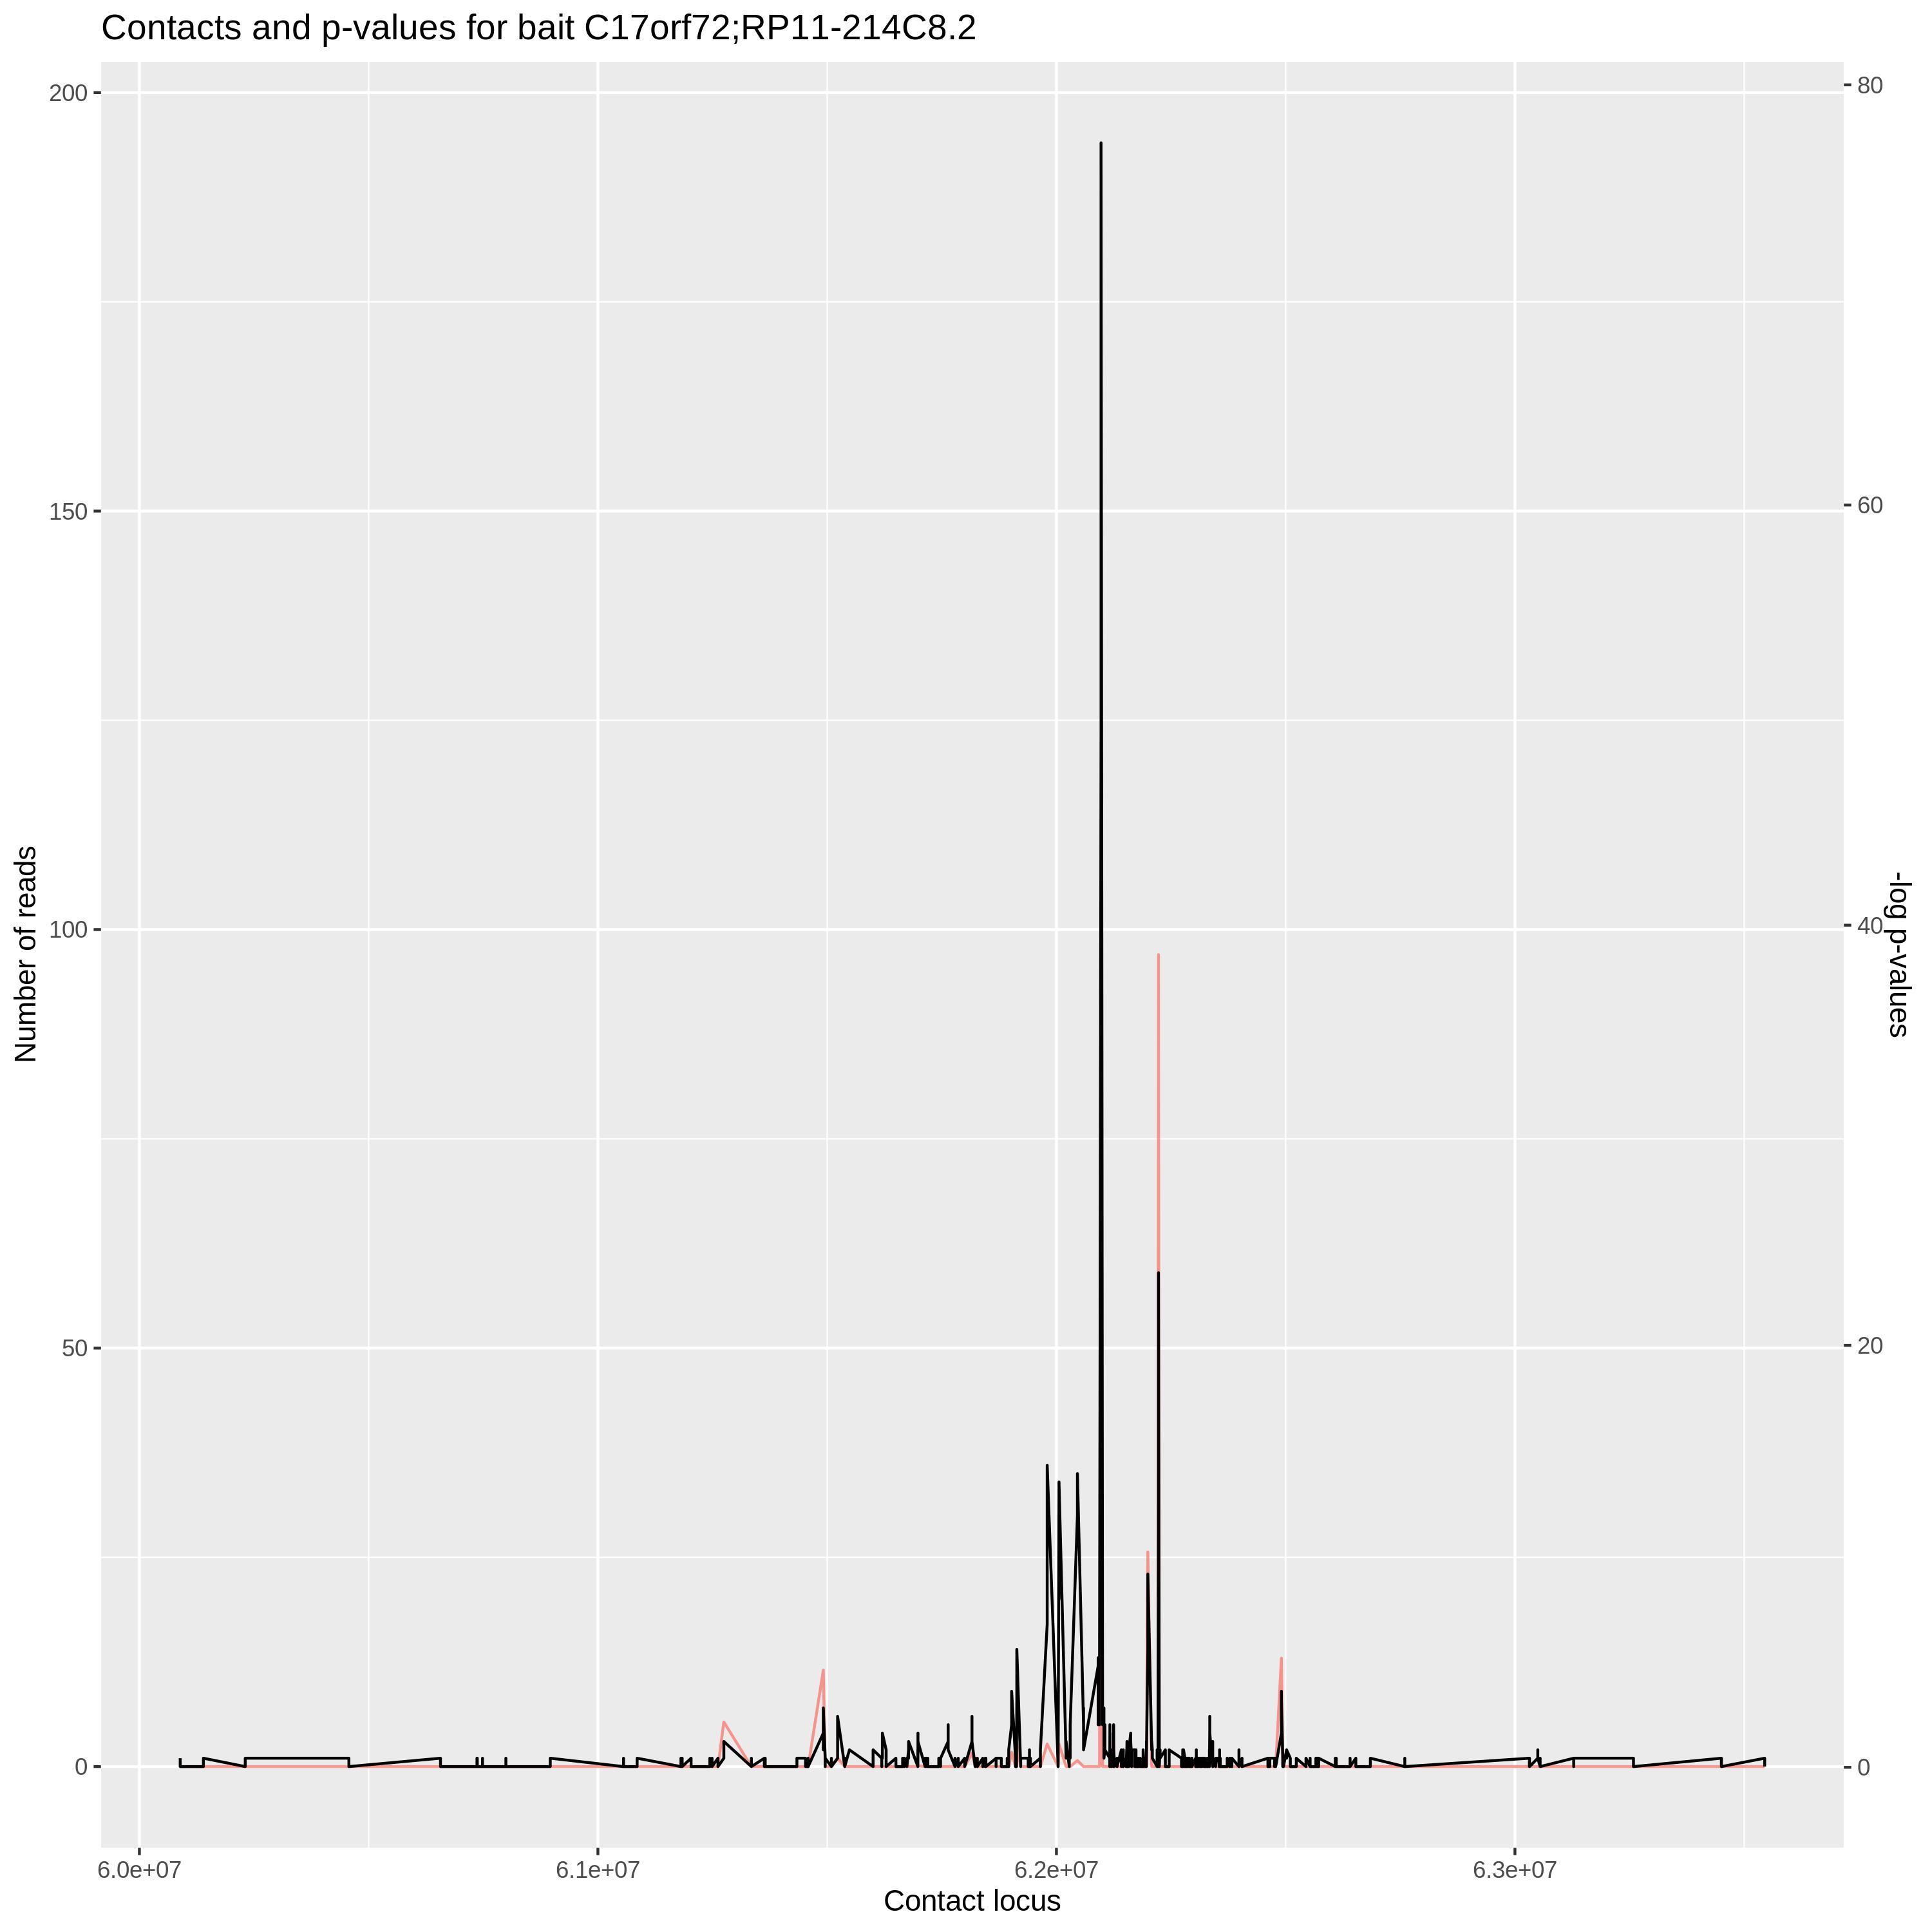 Contacts and p-values for bait C17orf72;RP11-214C8.2
200
150
100
50
0
Number of reads
80
60
40
20
0
-log p-values
6.0e+07
6.1e+07
6.2e+07
6.3e+07
Contact locus